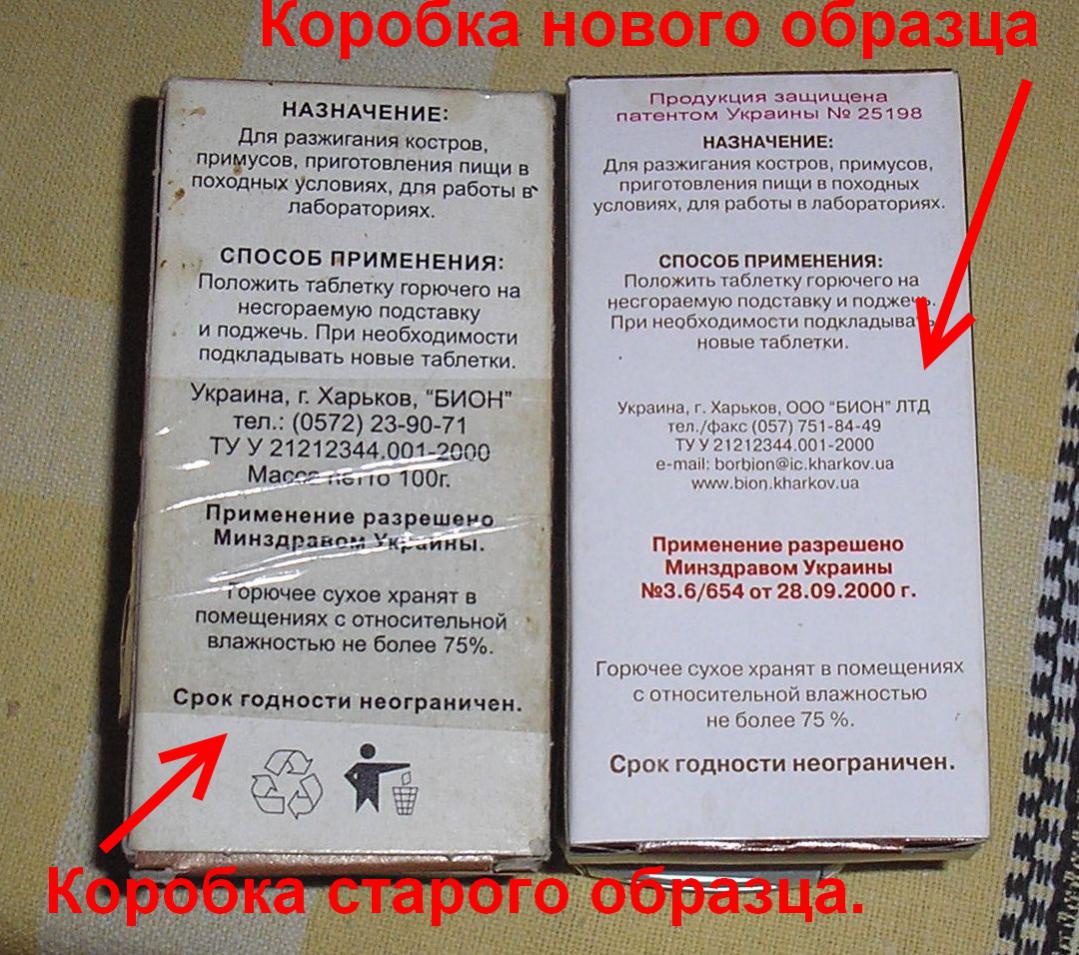 Коробка нового образца
НАЗНАЧЕНИЕ:
Для разжигания костров,
примусов, приготовления пищи в
походных условиях, для работы в
лабораториях.
СПОСОБ ПРИМЕНЕНИЯ:
Положить таблетку горючего на
несгораемую подставку
и поджечь. При необходимости
подкладывать новые таблетки.
Украина, г. Харьков, "БИОН"
тел.: (0572) 23-90-71
ТУ У 21212344.001-2000
Масса нетто 100г.
Применение разрешено
Минздравом Украины.
Горючее сухое хранят в
помещениях с относительной
влажностью не более 75%.
Срок годности неограничен.
Продукция защищена
патентом Украины № 25198
НАЗНАЧЕНИЕ:
Для разжигания костров, примусов,
приготовления пищи в походных
условиях, для работы в лабораториях.
СПОСОБ ПРИМЕНЕНИЯ:
Положить таблетку горючего на
несгораемую подставку и поджечь.
При необходимости подкладывать
новые таблетки.
Украина, г. Харьков, ООО "БИОН" ЛТД
тел./факс (057) 751-84-49
ТУ У 21212344.001-2000
e-mail: borbion@ic.kharkov.ua
www.bion.kharkov.ua
Применение разрешено
Минздравом Украины
№3.6/654 от 28.09.2000 г.
Горючее сухое хранят в помещениях
с относительной влажностью
не более 75 %.
Срок годности неограничен.
Коробка старого образца.